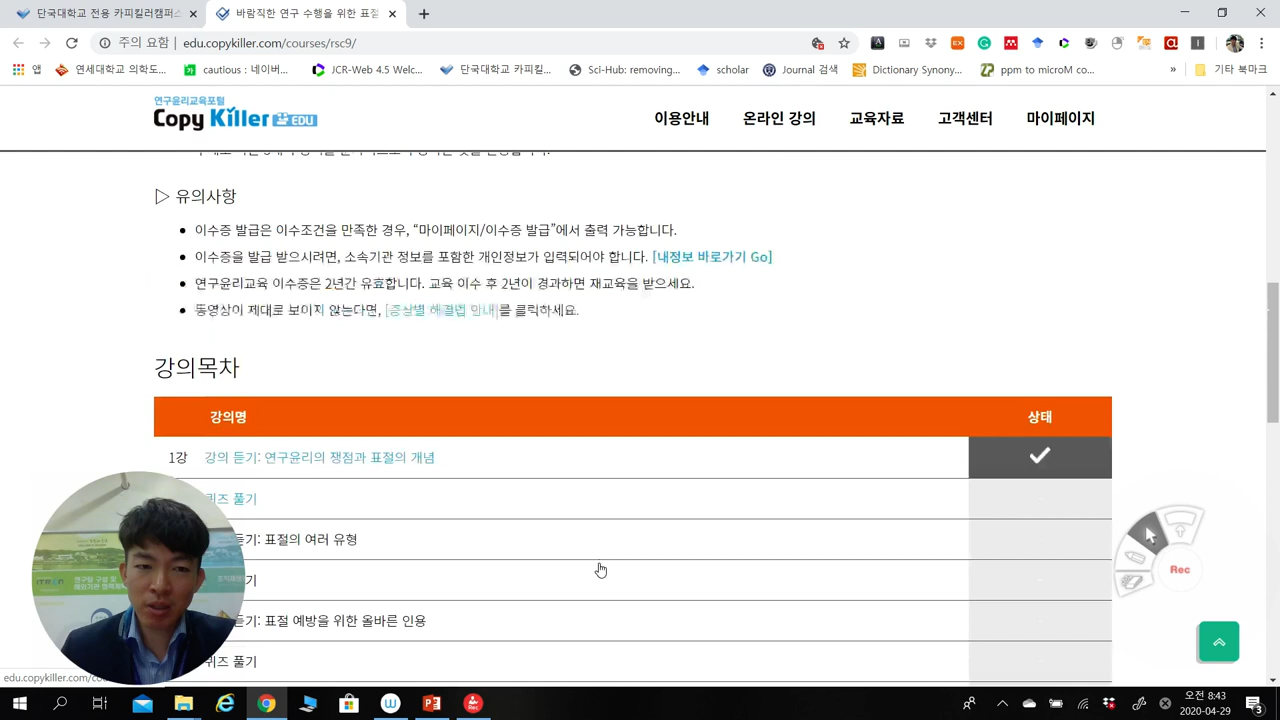 단국대학교 전용 카피킬러캠퍼스
바람직한 연구 수행을 위한 표절
주의 요함
edu.copykiller.com/courses/rsc9/
앱
연세대학교 의학도...
cautious : 네이버...
JCR-Web 4.5 Welc...
단국대학교 카피킬...
Sci-Hub: removing...
scholar
Journal 검색
Dictionary Synony...
ppm to microM co...
»
기타 북마크
연구윤리교육포털
Copy Killer EDU
이용안내
온라인 강의
교육자료
고객센터
마이페이지
▷ 유의사항
이수증 발급은 이수조건을 만족한 경우, “마이페이지/이수증 발급”에서 출력 가능합니다.
이수증을 발급 받으시려면, 소속기관 정보를 포함한 개인정보가 입력되어야 합니다. [내정보 바로가기 Go]
연구윤리교육 이수증은 2년간 유효합니다. 교육 이수 후 2년이 경과하면 재교육을 받으세요.
동영상이 제대로 보이지 않는다면, [증상별 해결법 안내]를 클릭하세요.
강의목차
강의명
상태
1강
강의 듣기: 연구윤리의 쟁점과 표절의 개념
퀴즈 풀기
듣기: 표절의 여러 유형
기
듣기: 표절 예방을 위한 올바른 인용
퀴즈 풀기
Rec
edu.copykiller.com/cou
오전 8:43
2020-04-29
3